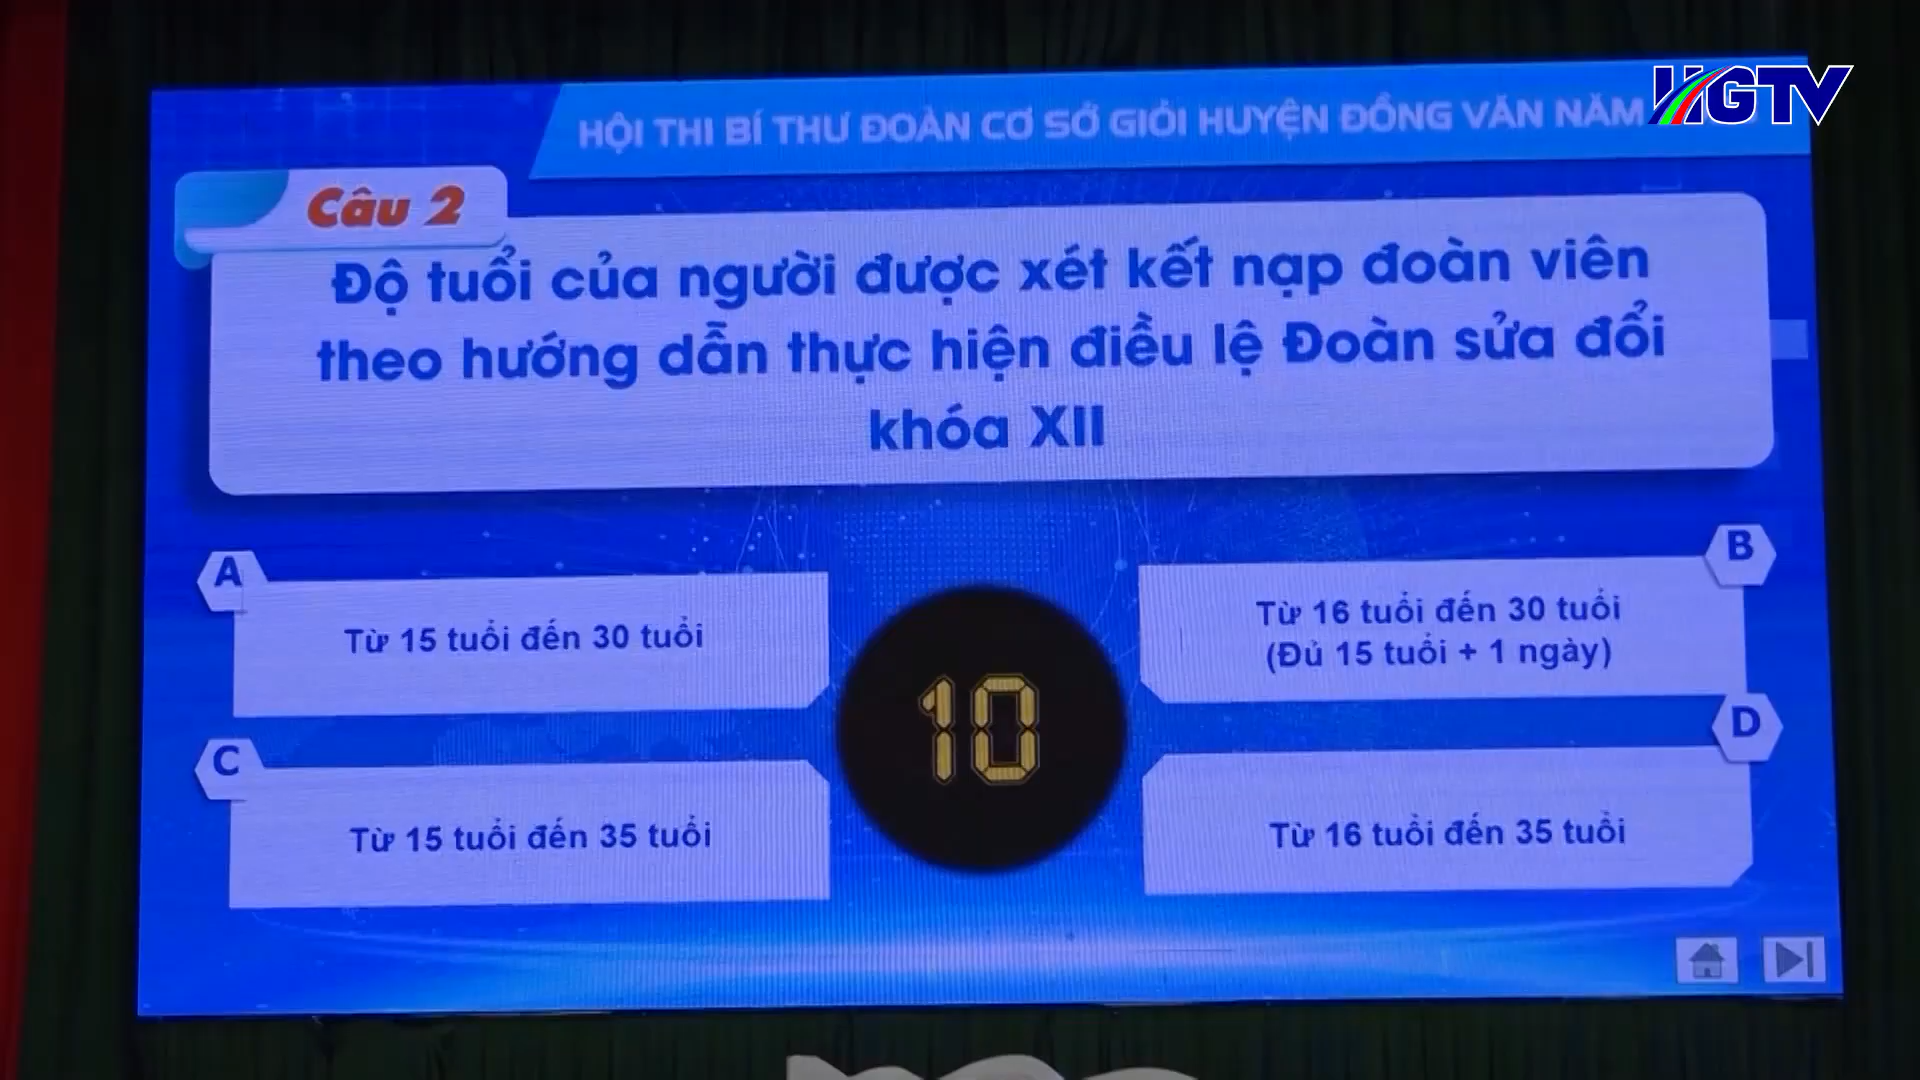 HGTV
HỘI THI BÍ THƯ ĐOÀN CƠ SỞ GIỎI HUYỆN ĐỒNG VĂN NĂM
Câu 2
Độ tuổi của người được xét kết nạp đoàn viên
theo hướng dẫn thực hiện điều lệ Đoàn sửa đổi
khóa XII
A
Từ 15 tuổi đến 30 tuổi
B
Từ 16 tuổi đến 30 tuổi
(Đủ 15 tuổi + 1 ngày)
10
C
Từ 15 tuổi đến 35 tuổi
D
Từ 16 tuổi đến 35 tuổi